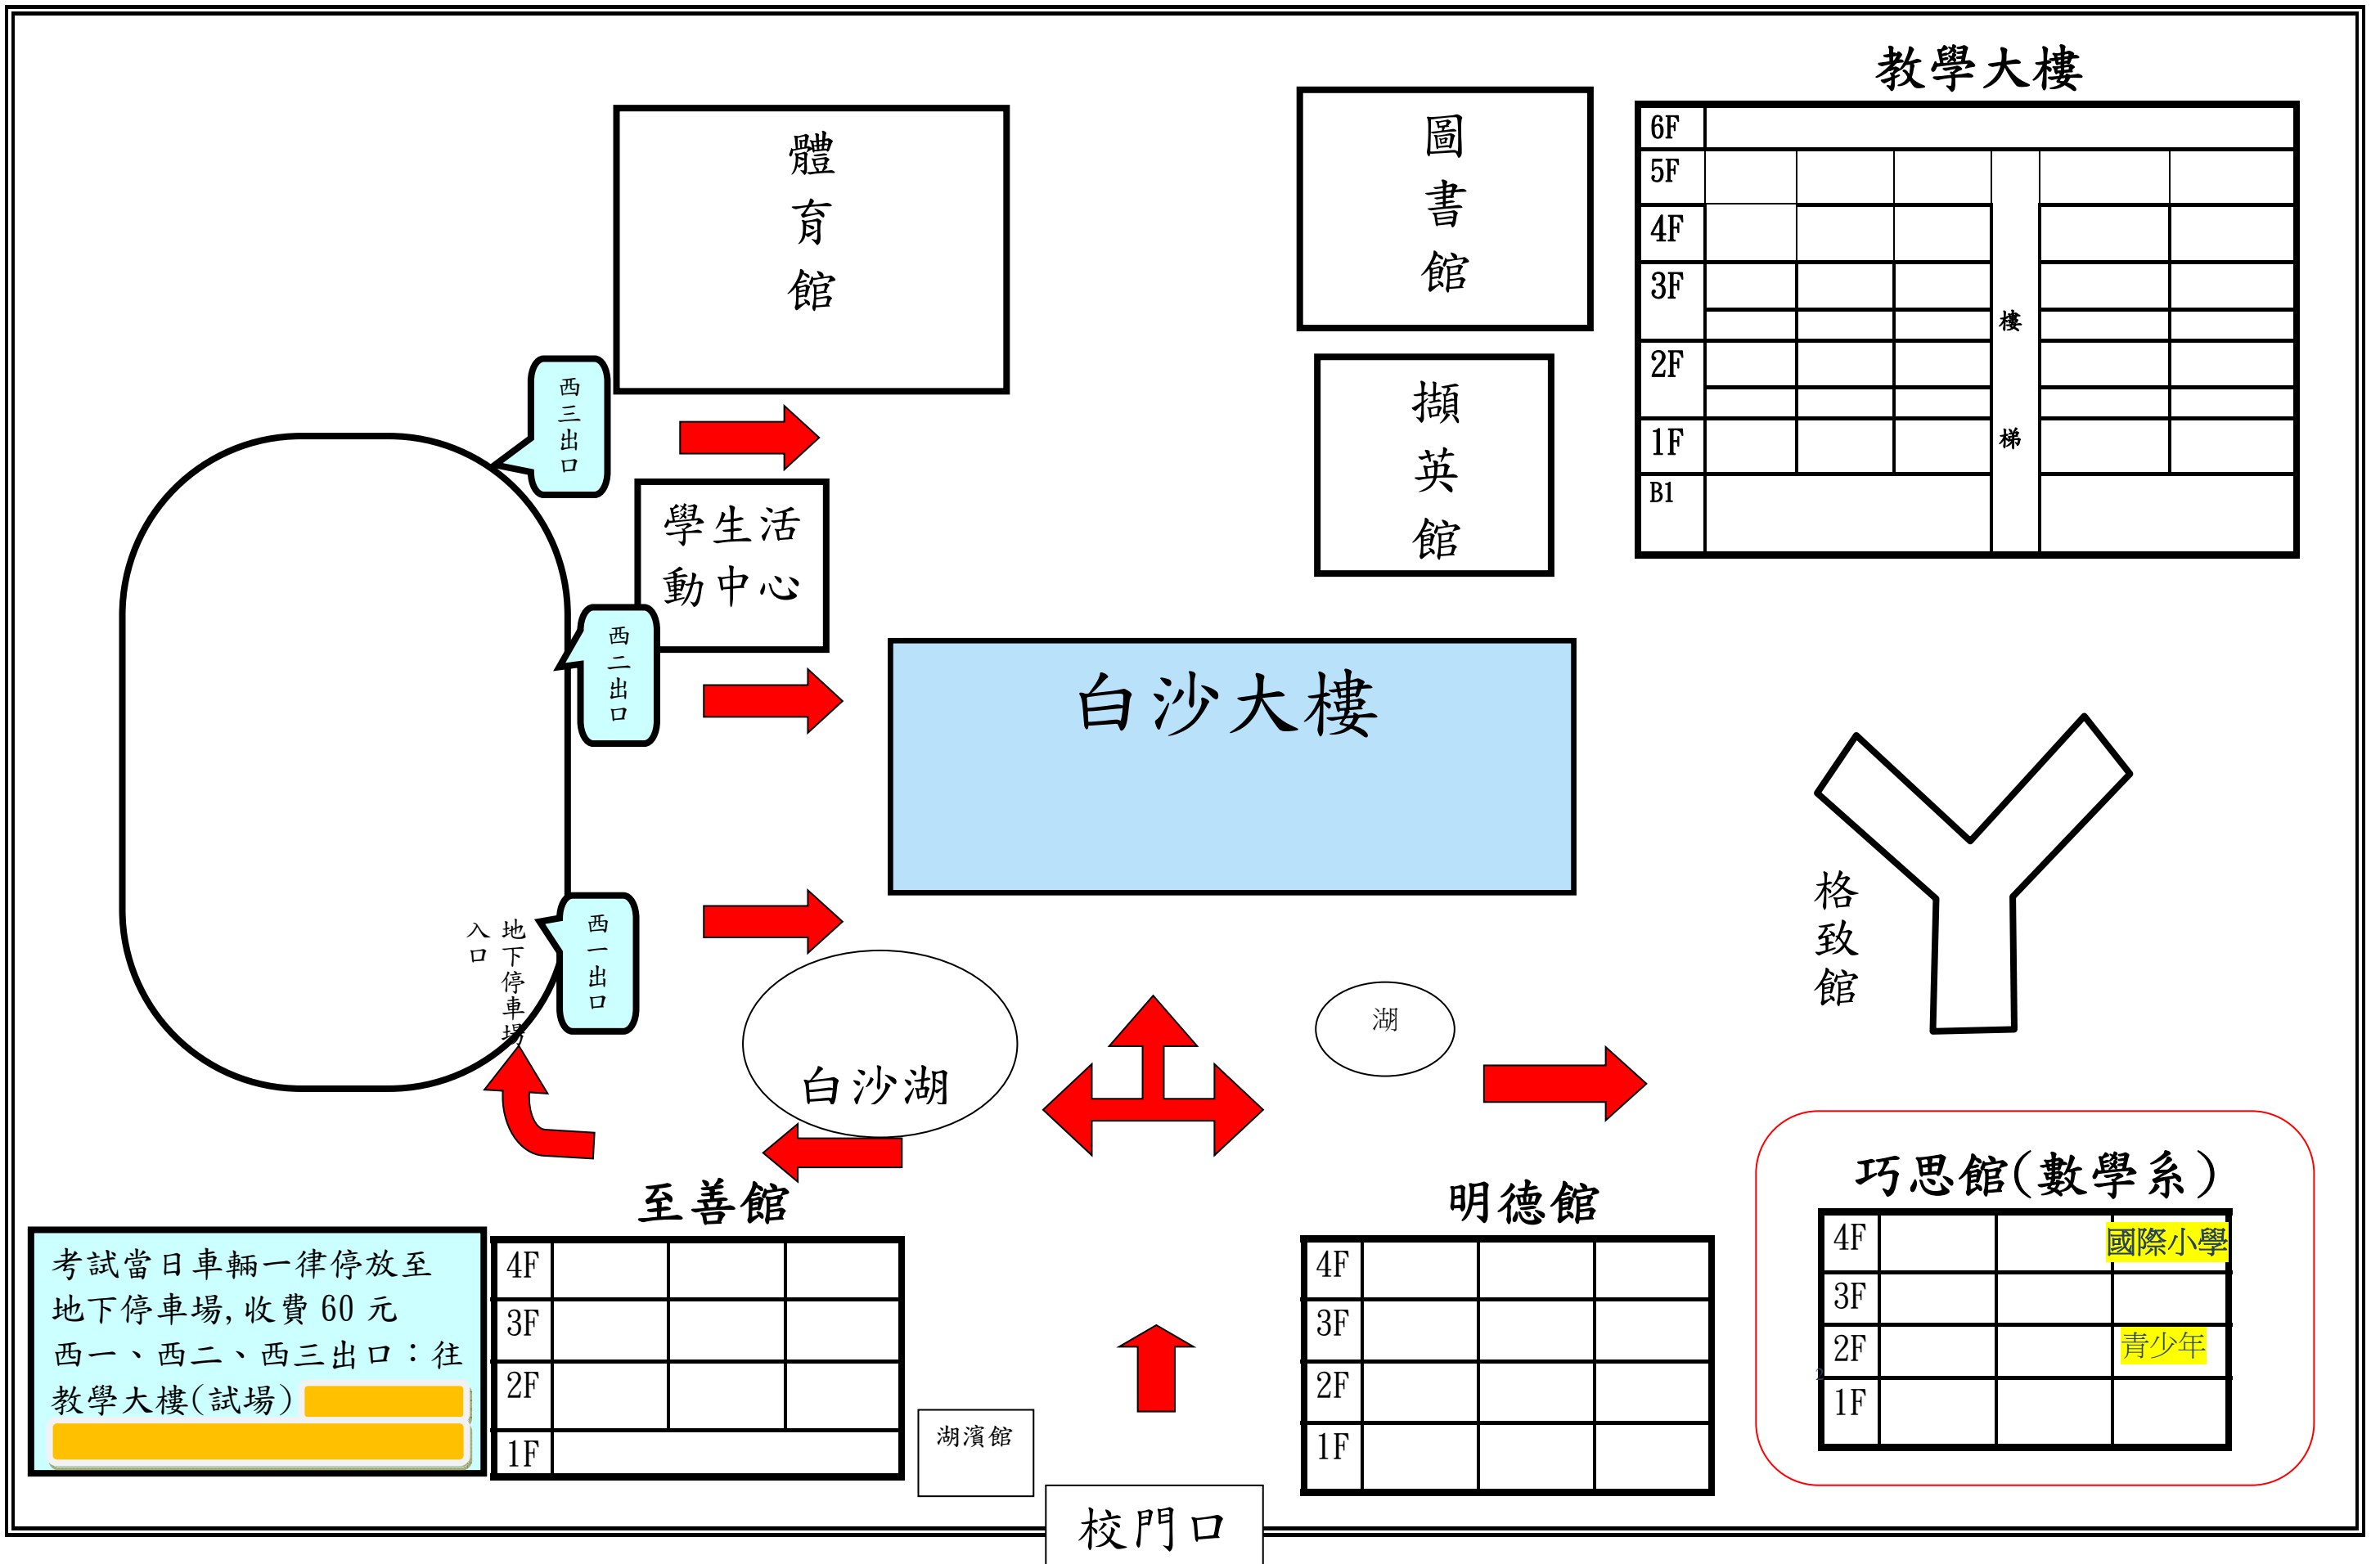 教學大樓
6F
5F
4F
3F
2F
1F
B1
樓
梯
體育館
圖書館
擷英館
西三出口
學生活
動中心
西二出口
白沙大樓
西一出口
地下停車場
入口
格致館
湖
白沙湖
至善館
4F
3F
2F
1F
明德館
4F
3F
2F
1F
巧思館(數學系)
4F
國際小學
3F
2F
青少年
2
1F
考試當日車輛一律停放至
地下停車場,收費 60 元
西一、西二、西三出口：往
教學大樓(試場)
湖濱館
校門口